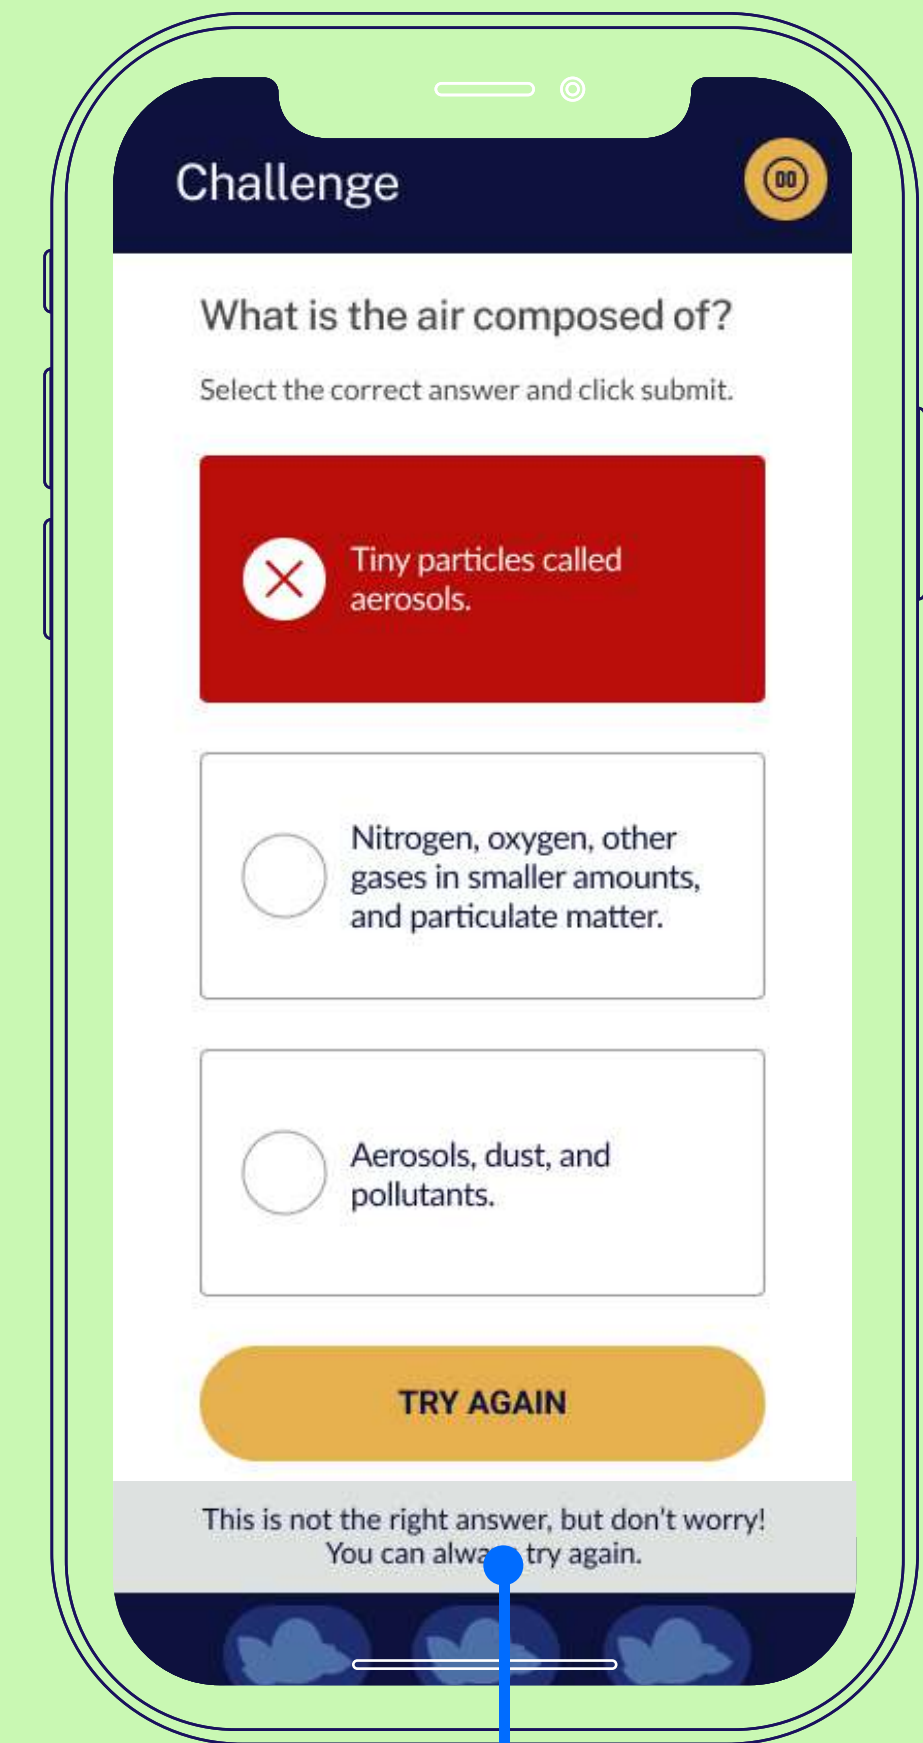 Challenge
What is the air composed of?
Select the correct answer and click submit.
Tiny particles called
aerosols.
Nitrogen, oxygen, other
gases in smaller amounts,
and particulate matter.
Aerosols, dust, and
pollutants.
TRY AGAIN
This is not the right answer, but don't worry!
You can always try again.